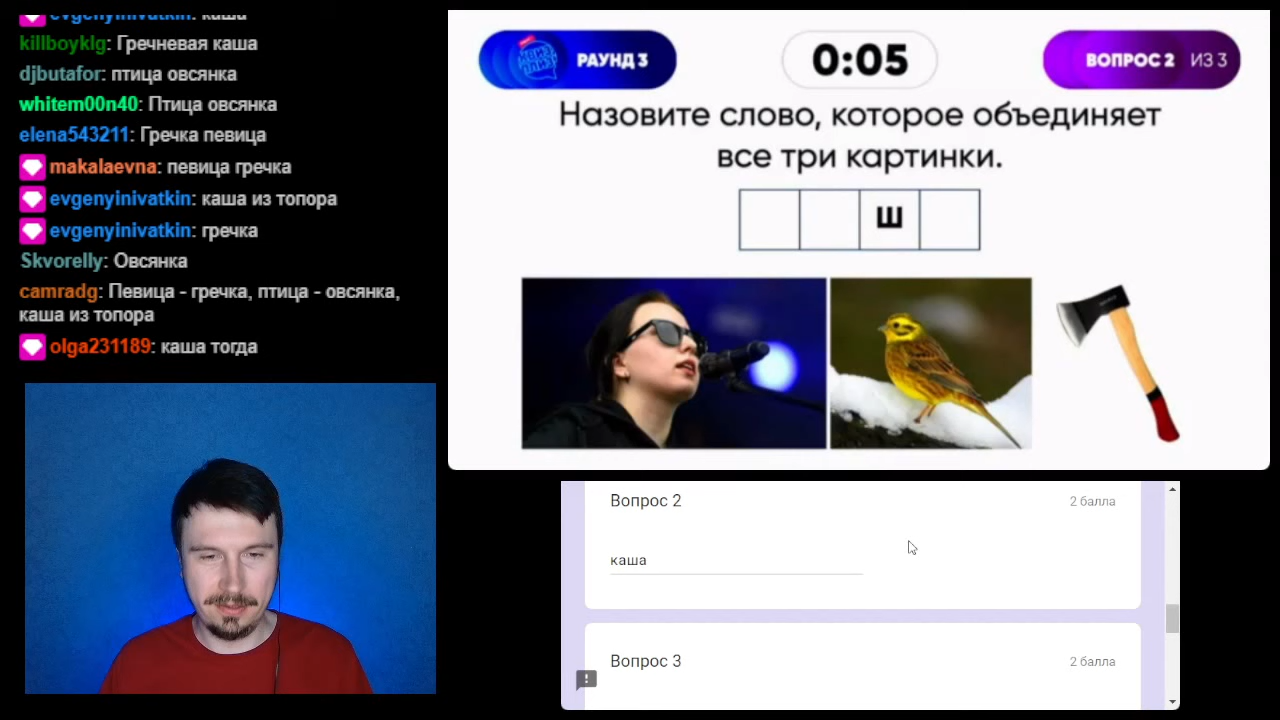 evgenyinivatkin: каша
killboyklg: Гречневая каша
djbutafor: птица овсянка
whitem00n40: Птица овсянка
elena543211: Гречка певица
makalaevna: певица гречка
evgenyinivatkin: каша из топора
evgenyinivatkin: гречка
Skvorelly: Овсянка
camradg: Певица - гречка, птица - овсянка,
каша из топора
olga231189: каша тогда
РАУНД 3
0:05
ВОПРОС 2 ИЗ 3
Назовите слово, которое объединяет
все три картинки.
Ш
Вопрос 2
2 балла
каша
Вопрос 3
2 балла